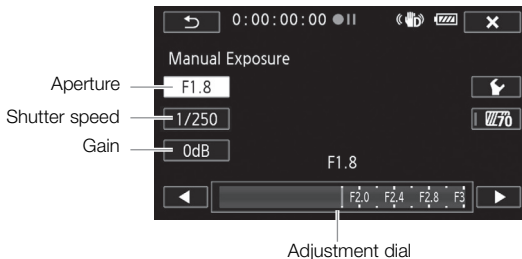 0:00:00:00
Manual Exposure
Aperture
F1.8
Shutter speed
1/250
70
Gain
0dB
F1.8
F2.0 F2.4 F2.8 F3
Adjustment dial